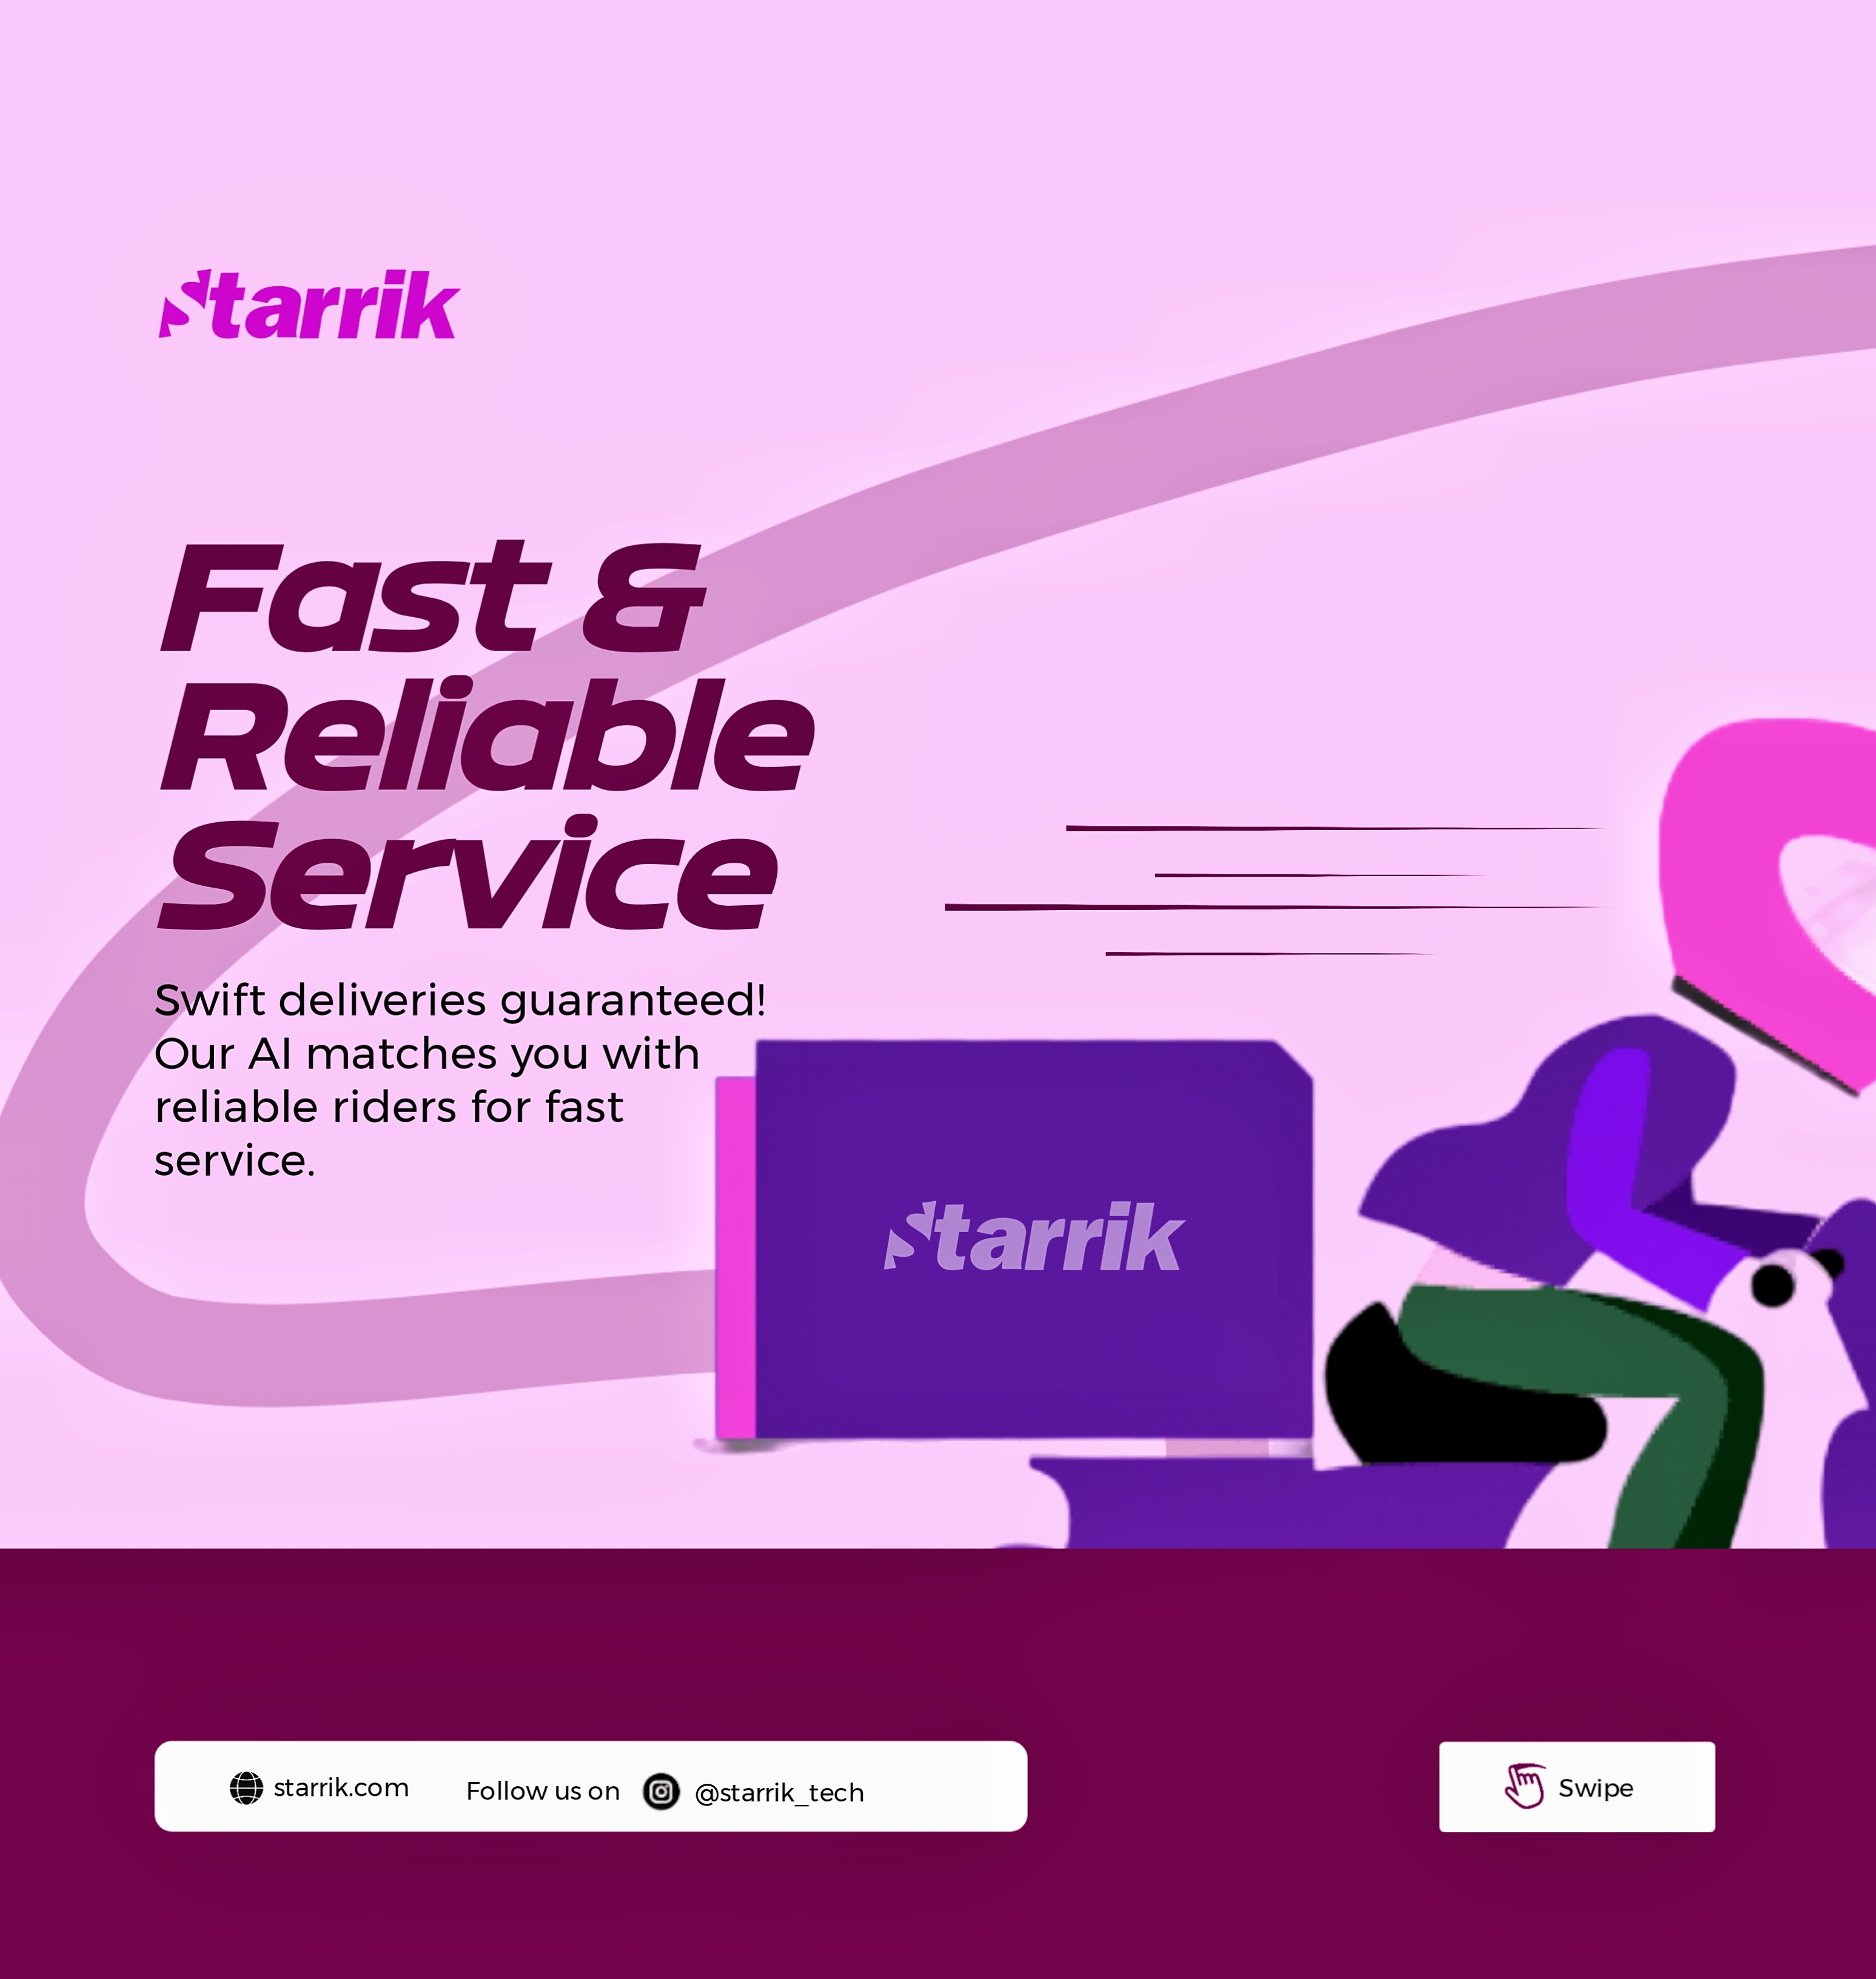 Starrik
Fast &
Reliable
Service
Swift deliveries guaranteed!
Our AI matches you with
reliable riders for fast
service.
Starrik
starrik.com Follow us on @starrik_tech
Swipe